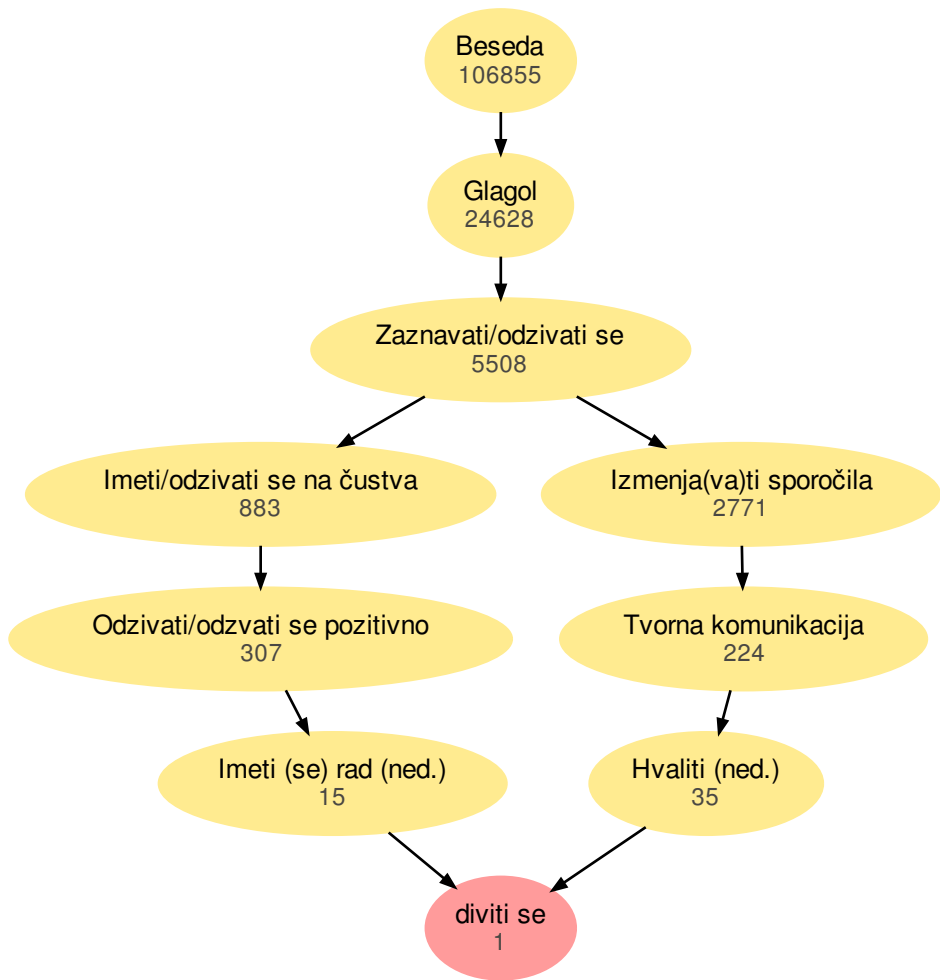 Beseda
106855
Glagol
24628
Zaznavati/odzivati se
5508
Imeti/odzivati se na čustva
883
Izmenja(va)ti sporočila
2771
Odzivati/odzvati se pozitivno
307
Tvorna komunikacija
224
Imeti (se) rad (ned.)
15
Hvaliti (ned.)
35
diviti se
1